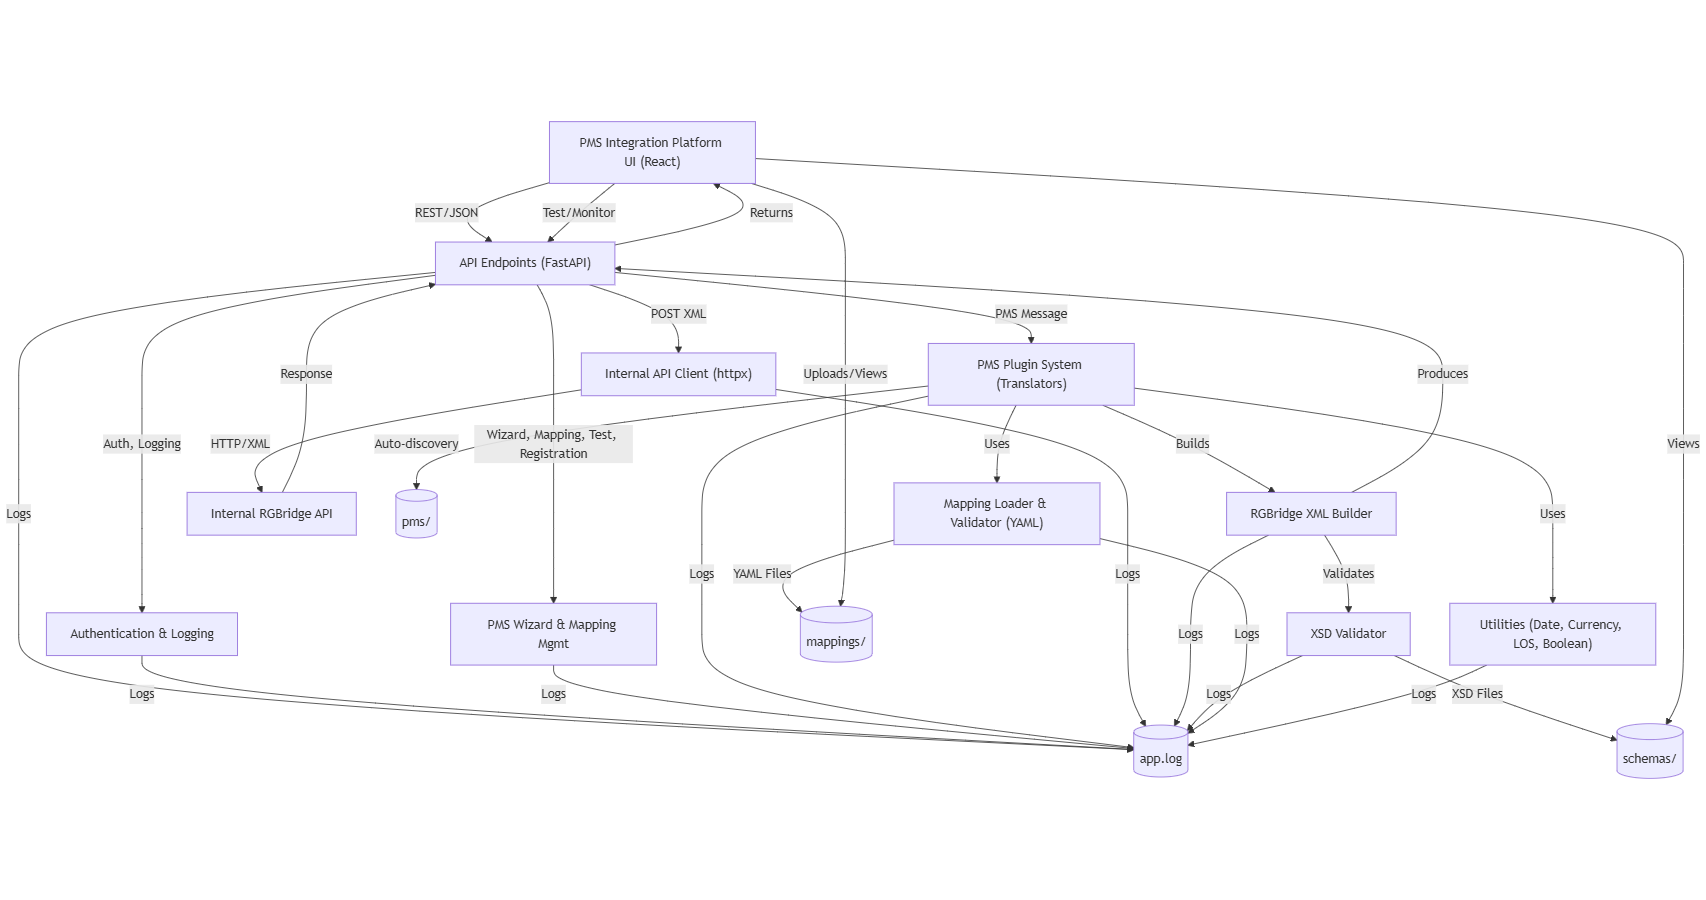 PMS Integration Platform
UI (React)
REST/JSON
Test/Monitor
Returns
API Endpoints (FastAPI)
POST XML
PMS Message
PMS Plugin System
(Translators)
Internal API Client (httpx)
Response
Uploads/Views
Produces
HTTP/XML
Auth, Logging
Auto-discovery
Wizard, Mapping, Test,
Registration
Uses
Builds
Views
Logs
Internal RGBridge API
pms/
Mapping Loader &
Validator (YAML)
RGBridge XML Builder
Uses
Logs
YAML Files
Logs
Validates
Authentication & Logging
PMS Wizard & Mapping
Mgmt
mappings/
Logs
Logs
XSD Validator
Utilities (Date, Currency,
LOS, Boolean)
Logs
Logs
Logs
Logs
XSD Files
app.log
schemas/